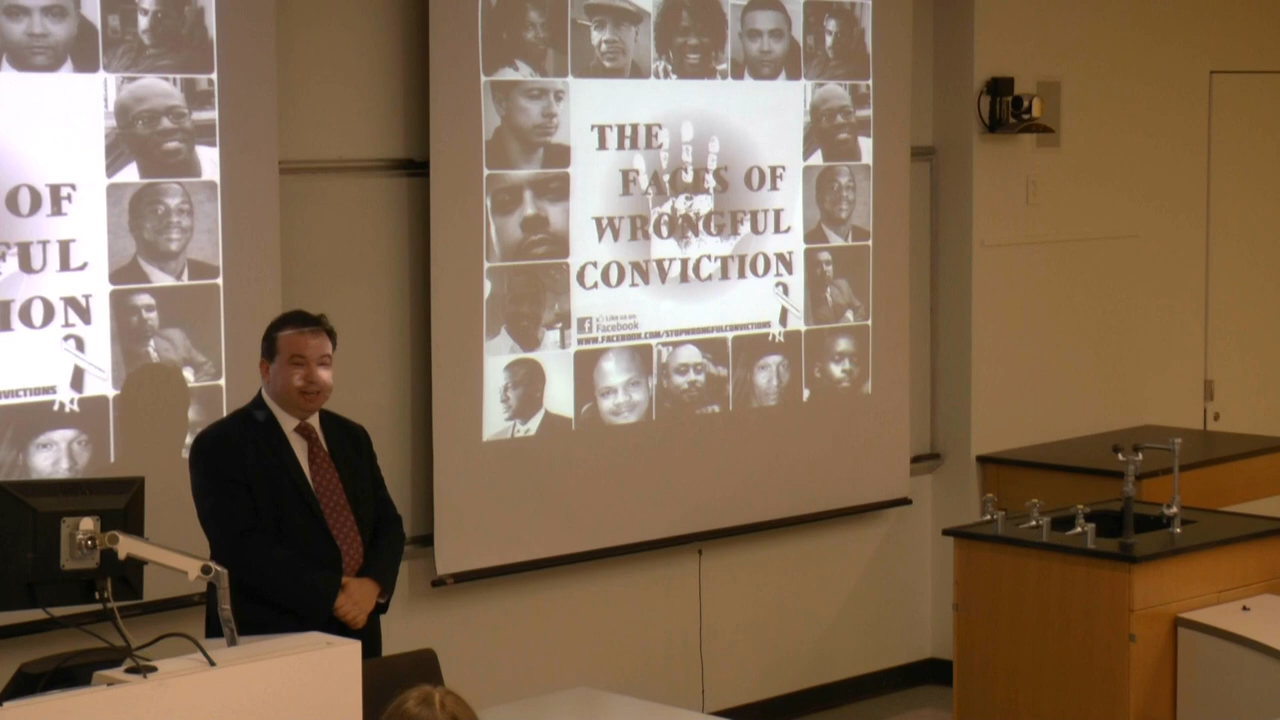 OF
FUL
ION
VICTIONS
THE
FACES OF
WRONGFUL
CONVICTION
Like us on
Facebook
WWW.FACEBOOK.COM/STOPWRONGFULCONVICTIONS